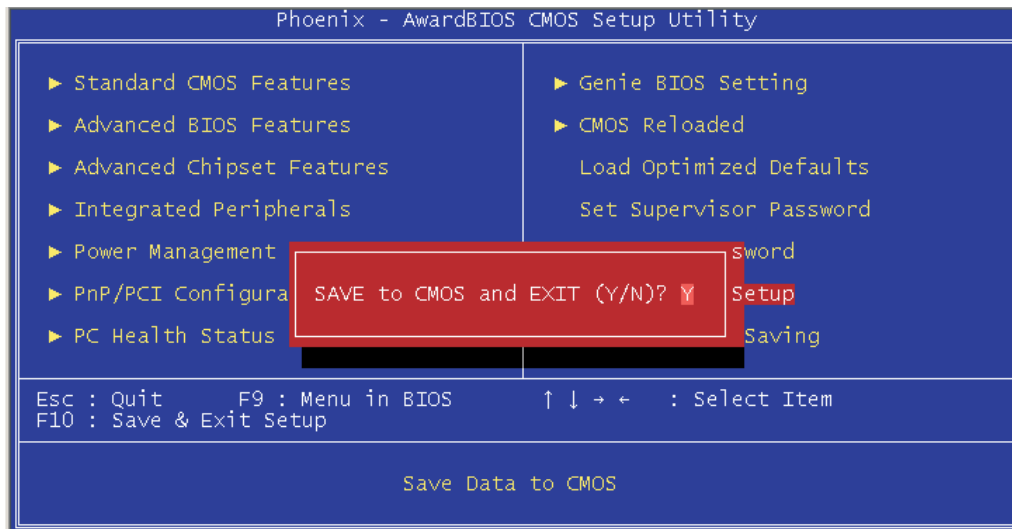 Phoenix - AwardBIOS CMOS Setup Utility
► Standard CMOS Features
► Advanced BIOS Features
► Advanced Chipset Features
► Integrated Peripherals
► Power Management
► PnP/PCI Configura
► PC Health Status
► Genie BIOS Setting
► CMOS Reloaded
Load Optimized Defaults
Set Supervisor Password
sword
Setup
Saving
SAVE to CMOS and EXIT (Y/N)? Y
Esc : Quit F9 : Menu in BIOS ↑ ↓ → ← : Select Item
F10 : Save & Exit Setup
Save Data to CMOS